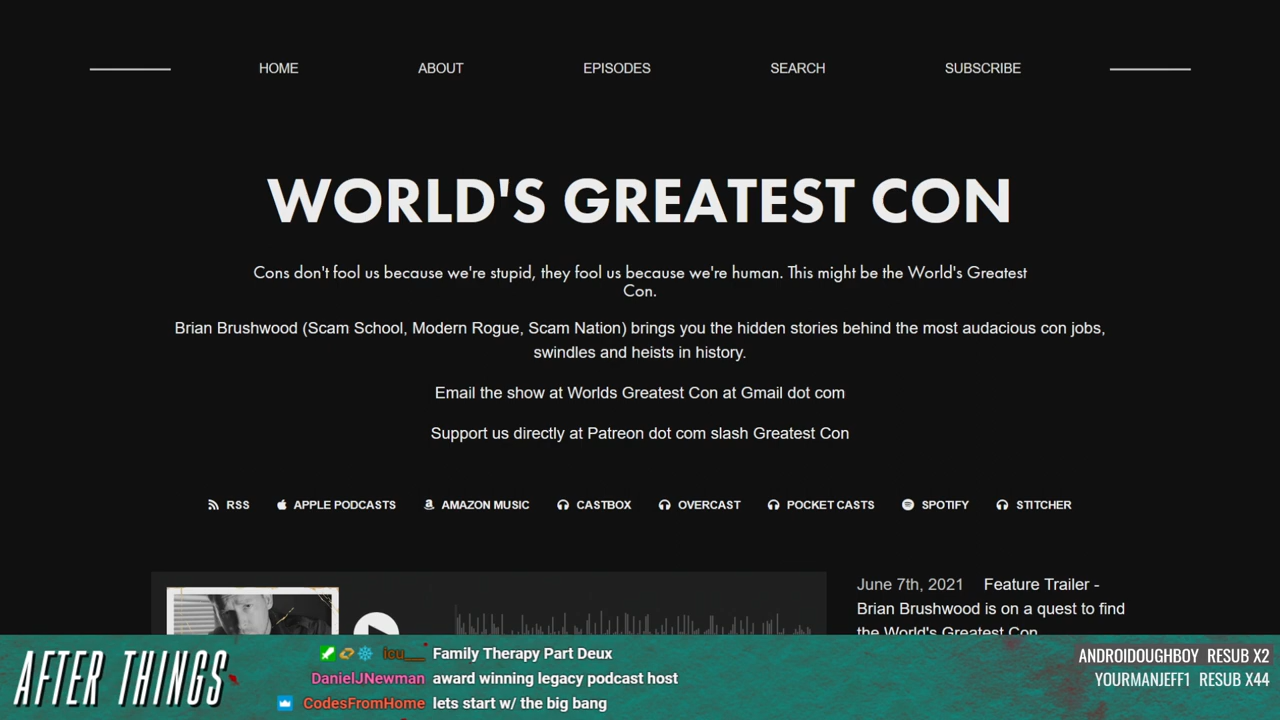 HOME ABOUT EPISODES SEARCH SUBSCRIBE
WORLD'S GREATEST CON
Cons don't fool us because we're stupid, they fool us because we're human. This might be the World's Greatest
Con.
Brian Brushwood (Scam School, Modern Rogue, Scam Nation) brings you the hidden stories behind the most audacious con jobs,
swindles and heists in history.
Email the show at Worlds Greatest Con at Gmail dot com
Support us directly at Patreon dot com slash Greatest Con
RSS APPLE PODCASTS AMAZON MUSIC CASTBOX OVERCAST POCKET CASTS SPOTIFY STITCHER
June 7th, 2021 Feature Trailer -
Brian Brushwood is on a quest to find
the World's Greatest Con
AFTER THINGS
icu__ Family Therapy Part Deux
DanielJNewman award winning legacy podcast host
CodesFromHome lets start w/ the big bang
ANDROIDOUGHBOY RESUB X2
YOURMANJEFF1 RESUB X44